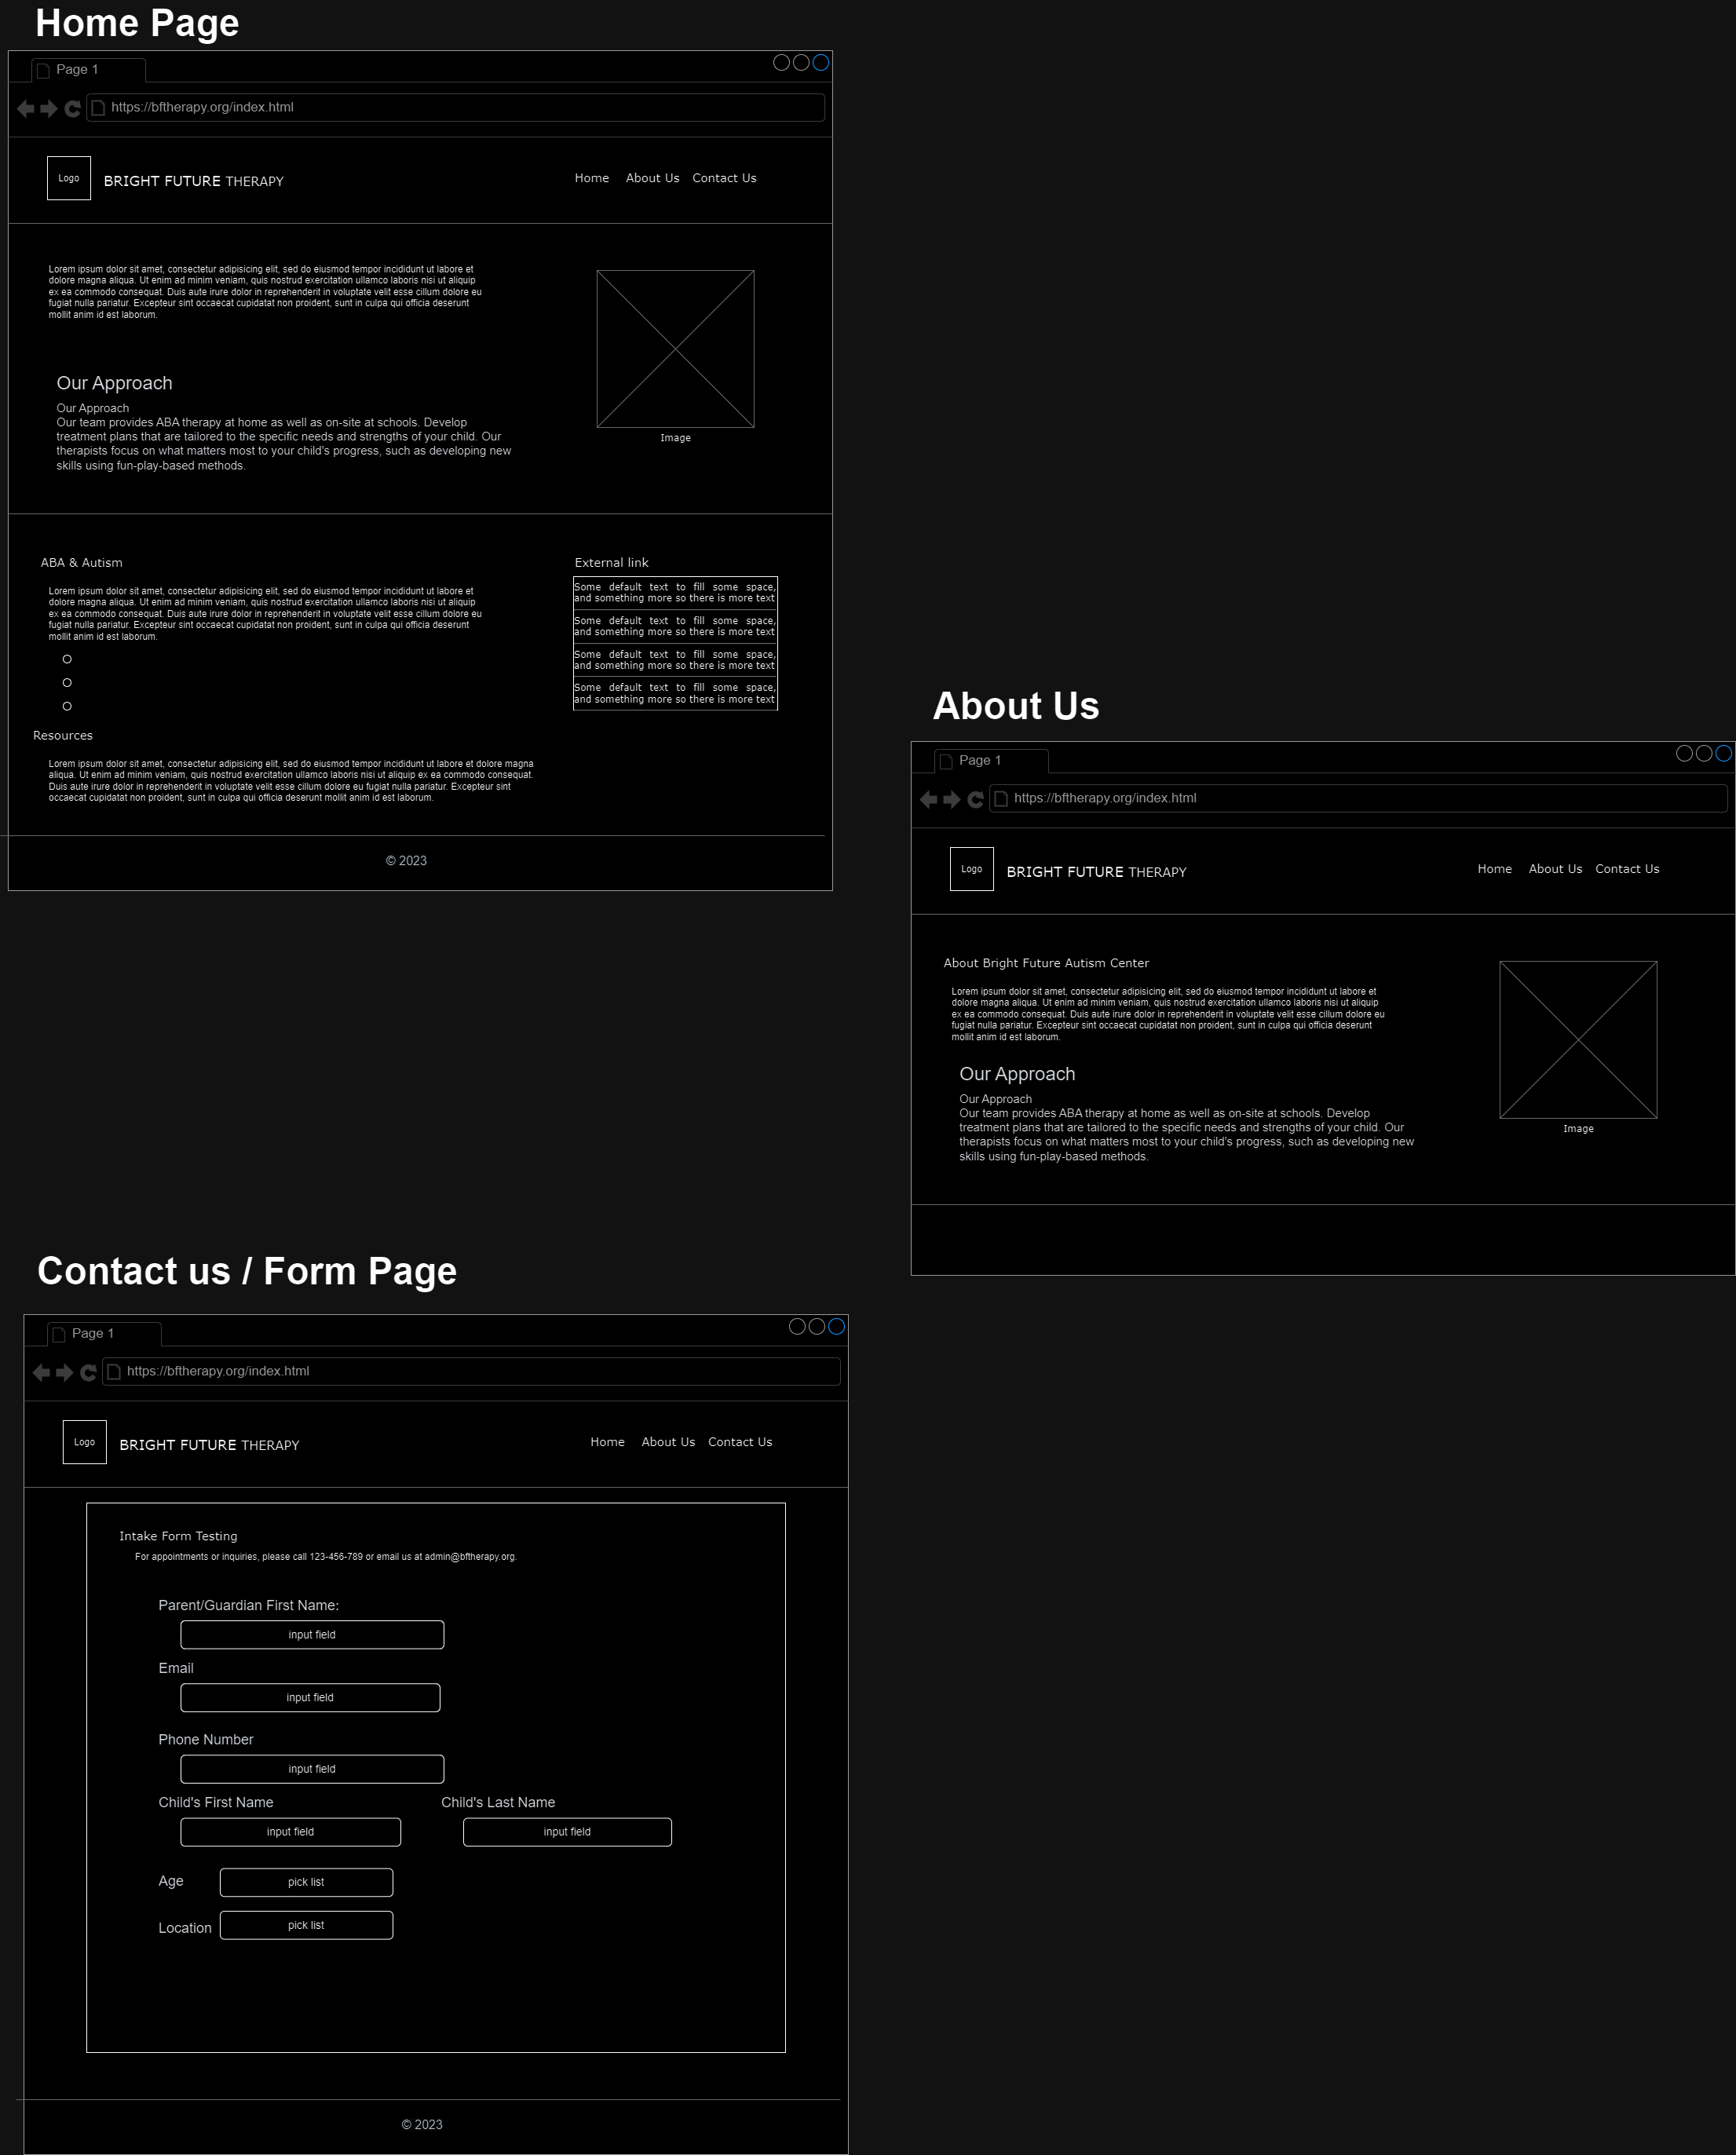 Home Page
Page 1
https://bftherapy.org/index.html
Logo
BRIGHT FUTURE THERAPY
Home
About Us
Contact Us
Lorem ipsum dolor sit amet, consectetur adipisicing elit, sed do eiusmod tempor incididunt ut labore et
dolore magna aliqua. Ut enim ad minim veniam, quis nostrud exercitation ullamco laboris nisi ut aliquip
ex ea commodo consequat. Duis aute irure dolor in reprehenderit in voluptate velit esse cillum dolore eu
fugiat nulla pariatur. Excepteur sint occaecat cupidatat non proident, sunt in culpa qui officia deserunt
mollit anim id est laborum.
Our Approach
Our Approach
Our team provides ABA therapy at home as well as on-site at schools. Develop
treatment plans that are tailored to the specific needs and strengths of your child. Our
therapists focus on what matters most to your child's progress, such as developing new
skills using fun-play-based methods.
Image
ABA & Autism
Lorem ipsum dolor sit amet, consectetur adipisicing elit, sed do eiusmod tempor incididunt ut labore et
dolore magna aliqua. Ut enim ad minim veniam, quis nostrud exercitation ullamco laboris nisi ut aliquip
ex ea commodo consequat. Duis aute irure dolor in reprehenderit in voluptate velit esse cillum dolore eu
fugiat nulla pariatur. Excepteur sint occaecat cupidatat non proident, sunt in culpa qui officia deserunt
mollit anim id est laborum.
External link
Some default text to fill some space,
and something more so there is more text
Some default text to fill some space,
and something more so there is more text
Some default text to fill some space,
and something more so there is more text
Some default text to fill some space,
and something more so there is more text
Resources
Lorem ipsum dolor sit amet, consectetur adipisicing elit, sed do eiusmod tempor incididunt ut labore et dolore magna
aliqua. Ut enim ad minim veniam, quis nostrud exercitation ullamco laboris nisi ut aliquip ex ea commodo consequat.
Duis aute irure dolor in reprehenderit in voluptate velit esse cillum dolore eu fugiat nulla pariatur. Excepteur sint
occaecat cupidatat non proident, sunt in culpa qui officia deserunt mollit anim id est laborum.
© 2023
About Us
Page 1
https://bftherapy.org/index.html
Logo
BRIGHT FUTURE THERAPY
Home
About Us
Contact Us
About Bright Future Autism Center
Lorem ipsum dolor sit amet, consectetur adipisicing elit, sed do eiusmod tempor incididunt ut labore et
dolore magna aliqua. Ut enim ad minim veniam, quis nostrud exercitation ullamco laboris nisi ut aliquip
ex ea commodo consequat. Duis aute irure dolor in reprehenderit in voluptate velit esse cillum dolore eu
fugiat nulla pariatur. Excepteur sint occaecat cupidatat non proident, sunt in culpa qui officia deserunt
mollit anim id est laborum.
Our Approach
Our Approach
Our team provides ABA therapy at home as well as on-site at schools. Develop
treatment plans that are tailored to the specific needs and strengths of your child. Our
therapists focus on what matters most to your child's progress, such as developing new
skills using fun-play-based methods.
Image
Contact us / Form Page
Page 1
https://bftherapy.org/index.html
Logo
BRIGHT FUTURE THERAPY
Home
About Us
Contact Us
Intake Form Testing
For appointments or inquiries, please call 123-456-789 or email us at admin@bftherapy.org.
Parent/Guardian First Name:
input field
Email
input field
Phone Number
input field
Child's First Name
Child's Last Name
input field
input field
Age
pick list
Location
pick list
© 2023